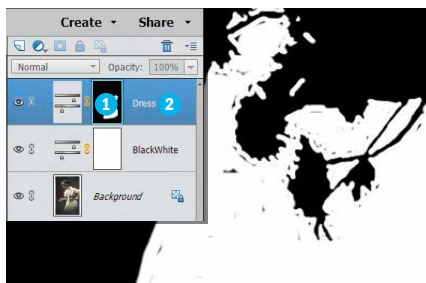 Create Share
Normal Opacity: 100%
1 Dress 2
BlackWhite
Background